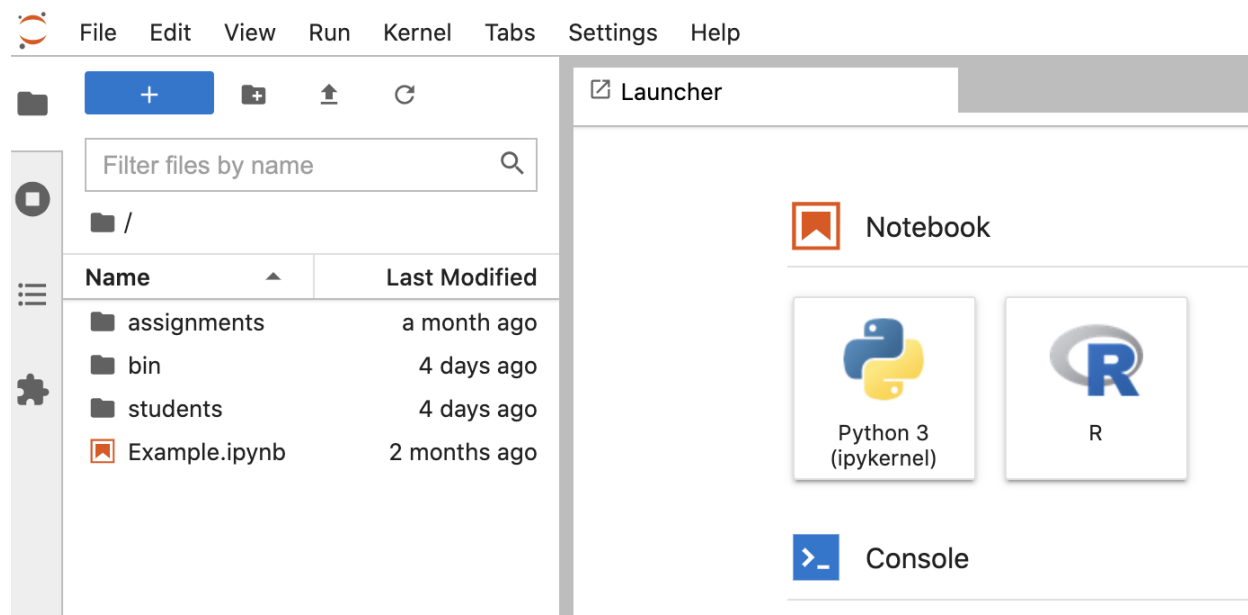 File Edit View Run Kernel Tabs Settings Help
+
Launcher
Filter files by name
/
Name Last Modified
assignments a month ago
bin 4 days ago
students 4 days ago
Example.ipynb 2 months ago
Notebook
Python 3
(ipykernel)
R
R
Console